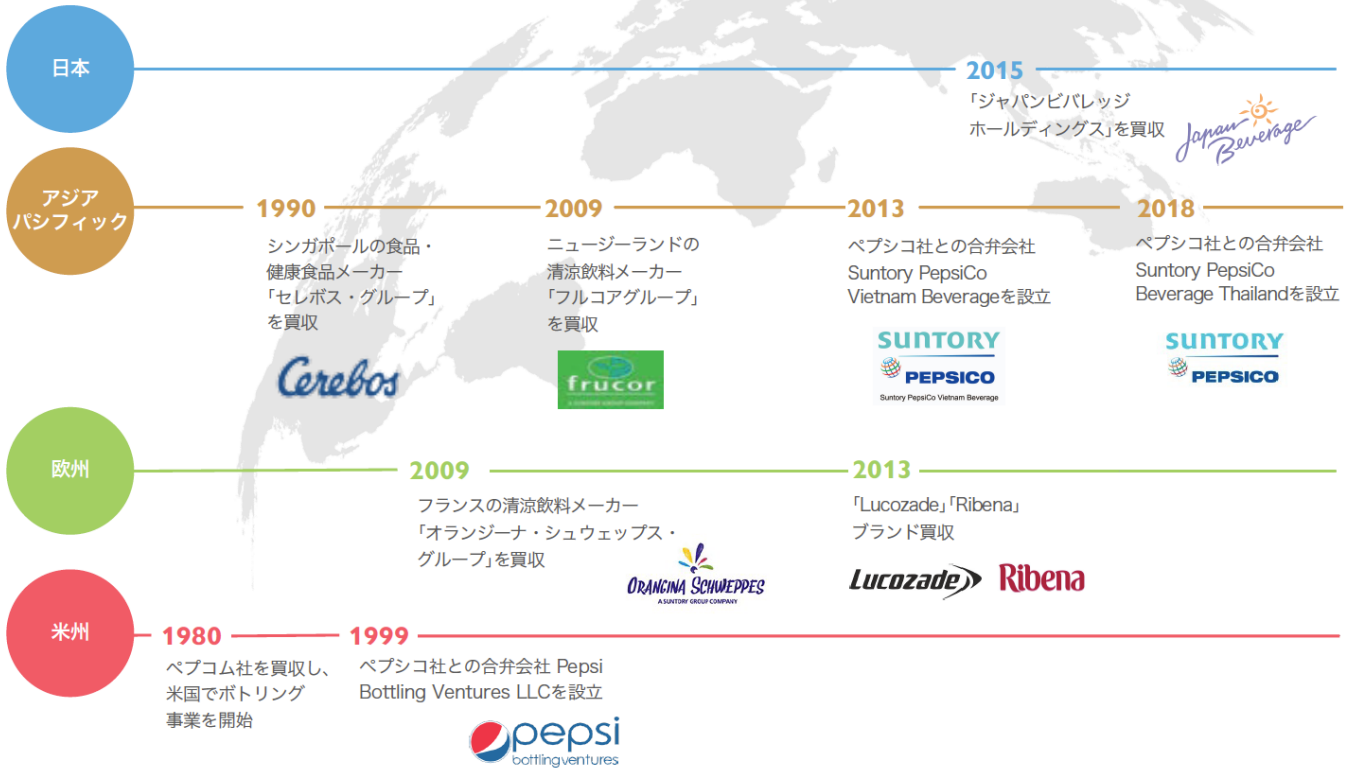 日本
2015
「ジャパンビバレッジ
ホールディングス」を買収
Japan
Beverage
アジア
パシフィック
1990
シンガポールの食品・
健康食品メーカー
「セレボス・グループ」
を買収
Cerebos
2009
ニュージーランドの
清涼飲料メーカー
「フルコアグループ」
を買収
frucor
A SUNTORY GROUP COMPANY
2013
ペプシコ社との合弁会社
Suntory PepsiCo
Vietnam Beverageを設立
SUNTORY
PEPSICO
Suntory PepsiCo Vietnam Beverage
2018
ペプシコ社との合弁会社
Suntory PepsiCo
Beverage Thailandを設立
SUNTORY
PEPSICO
欧州
2009
フランスの清涼飲料メーカー
「オランジーナ・シュウェップス・
グループ」を買収
ORANGINA SCHWEPPES
A SUNTORY GROUP COMPANY
2013
「Lucozade」「Ribena」
ブランド買収
Lucozade
Ribena
米州
1980
ペプコム社を買収し、
米国でボトリング
事業を開始
1999
ペプシコ社との合弁会社 Pepsi
Bottling Ventures LLCを設立
pepsi
bottlingventures